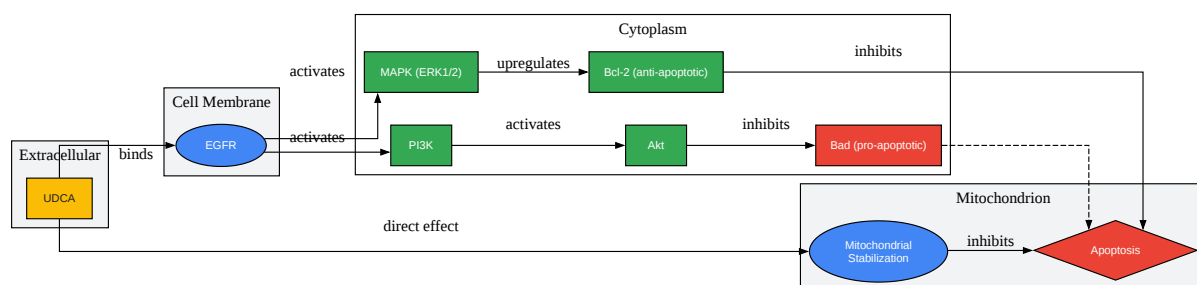 Cytoplasm
inhibits
activates
MAPK (ERK1/2)
upregulates
Bcl-2 (anti-apoptotic)
Cell Membrane
EGFR
activates
PI3K
activates
Akt
inhibits
Bad (pro-apoptotic)
Extracellular
binds
UDCA
direct effect
Mitochondrion
Mitochondrial
Stabilization
inhibits
Apoptosis